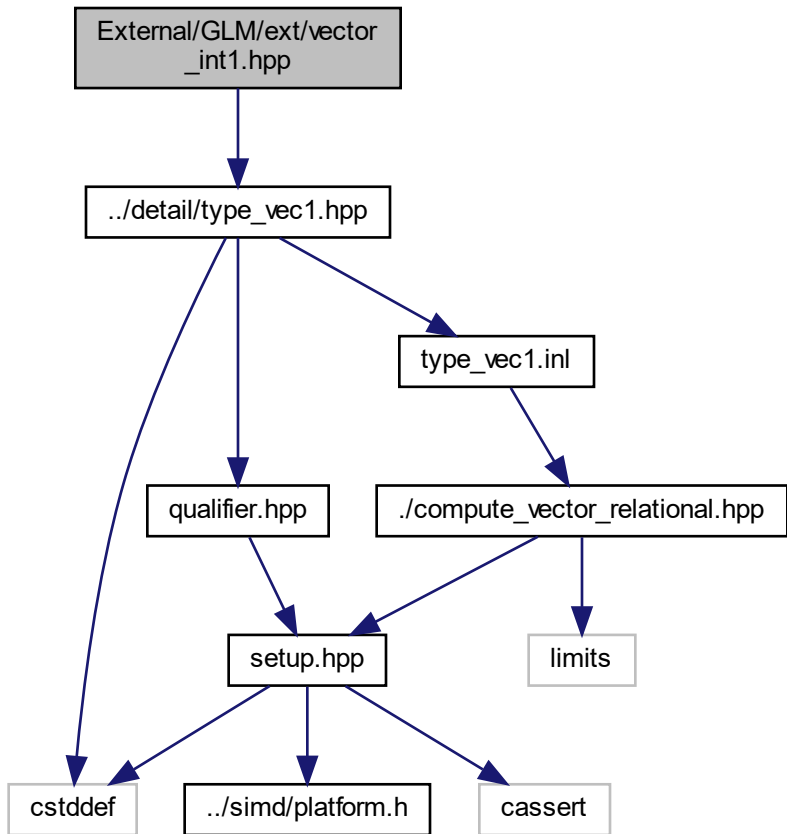 External/GLM/ext/vector
_int1.hpp
../detail/type_vec1.hpp
type_vec1.inl
qualifier.hpp
./compute_vector_relational.hpp
setup.hpp
limits
cstddef
../simd/platform.h
cassert